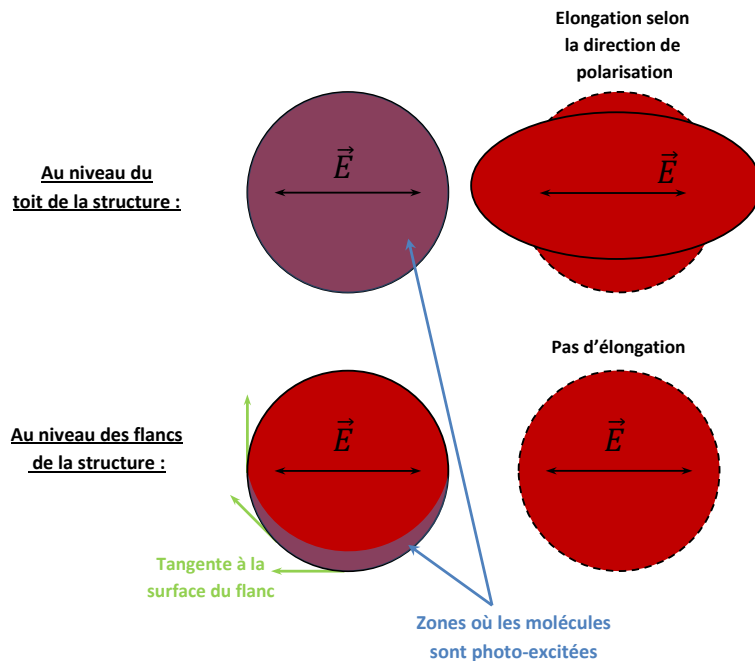 Elongation selon
la direction de
polarisation
Au niveau du
toit de la structure :
E
E
Pas d’élongation
Au niveau des flancs
de la structure :
E
E
Tangente à la
surface du flanc
Zones où les molécules
sont photo-excitées